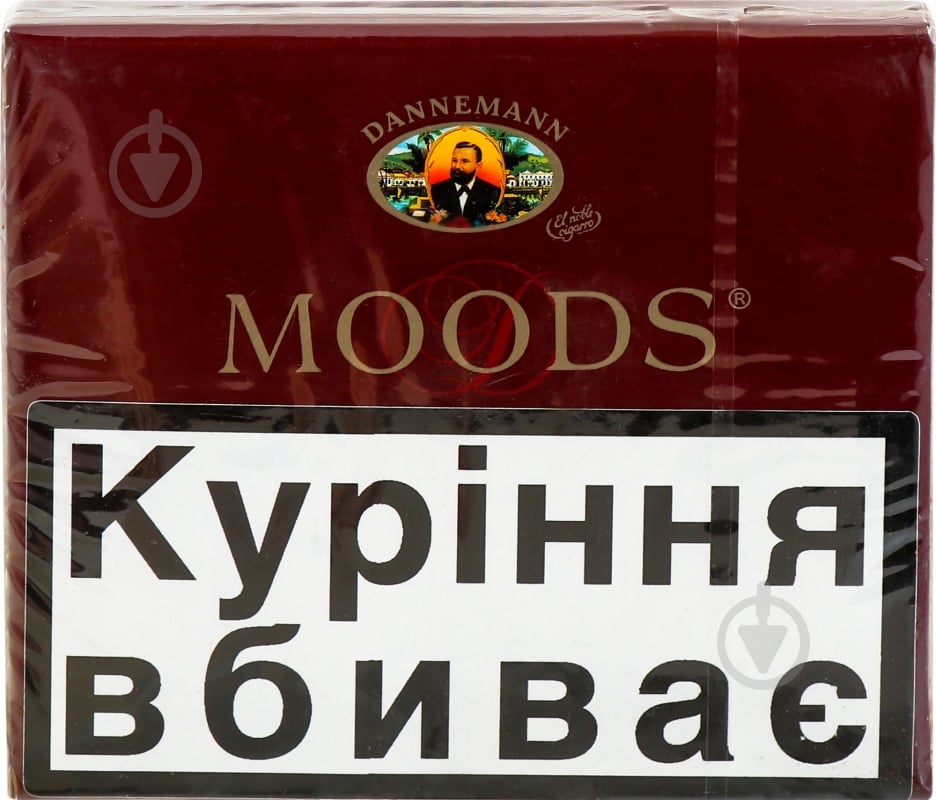 DANNEMANN
El noble
cigarro
MOODS®
Куріння
вбиває